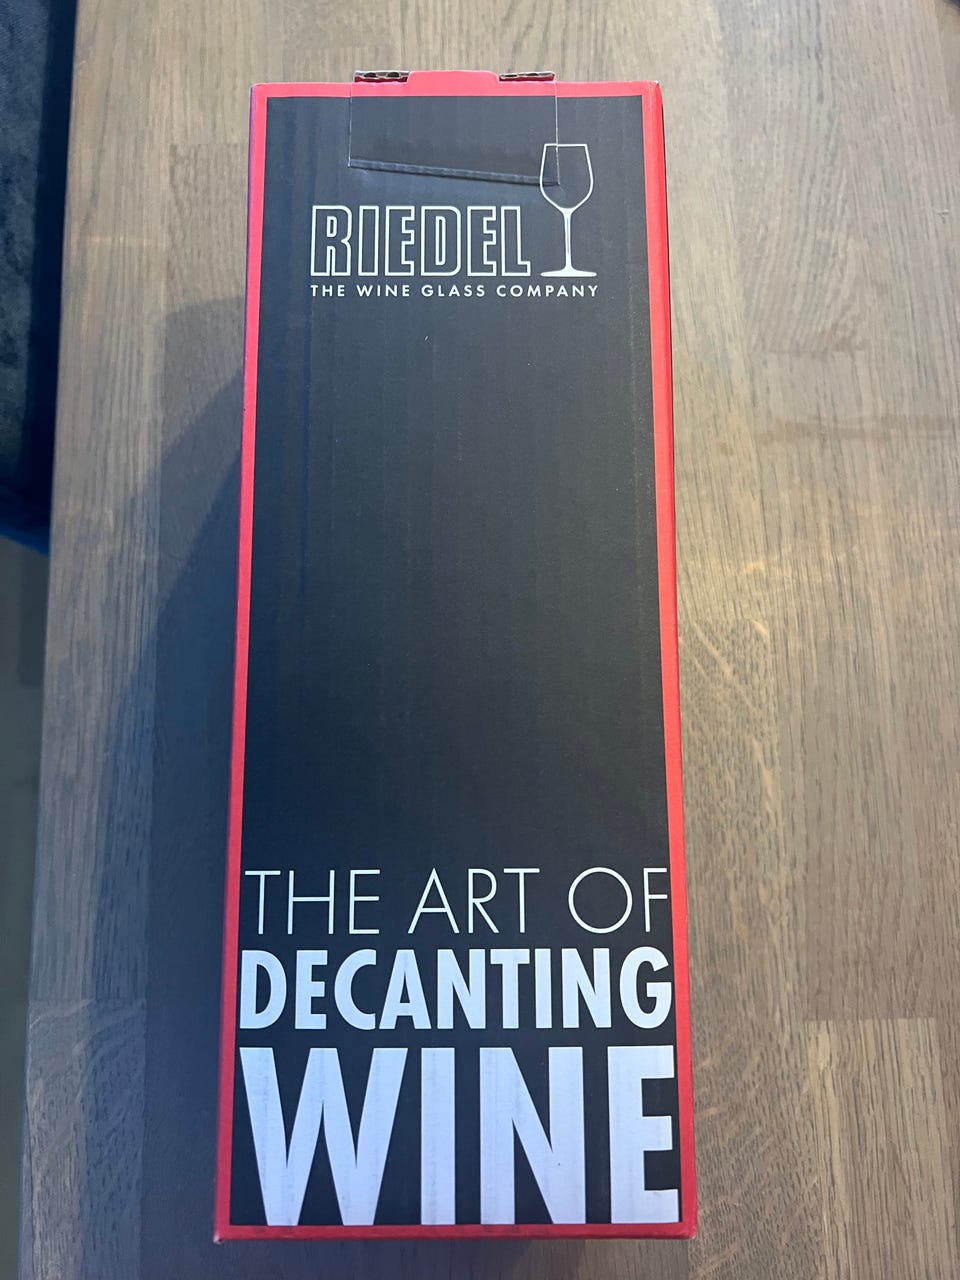 RIEDEL
THE WINE GLASS COMPANY
THE ART OF
DECANTING
WINE